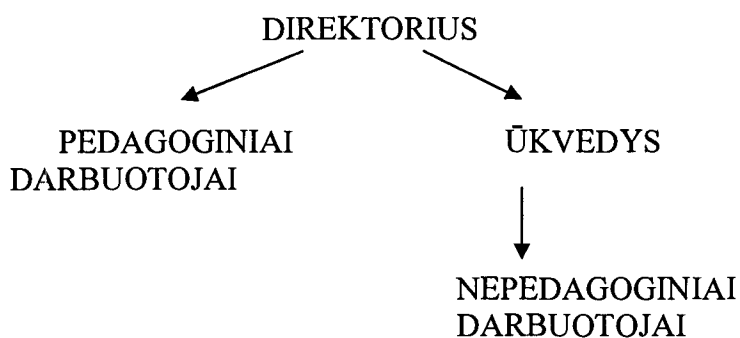 DIREKTORIUS
PEDAGOGINIAI
DARBUOTOJAI
ŪKVEDYS
NEPEDAGOGINIAI
DARBUOTOJAI